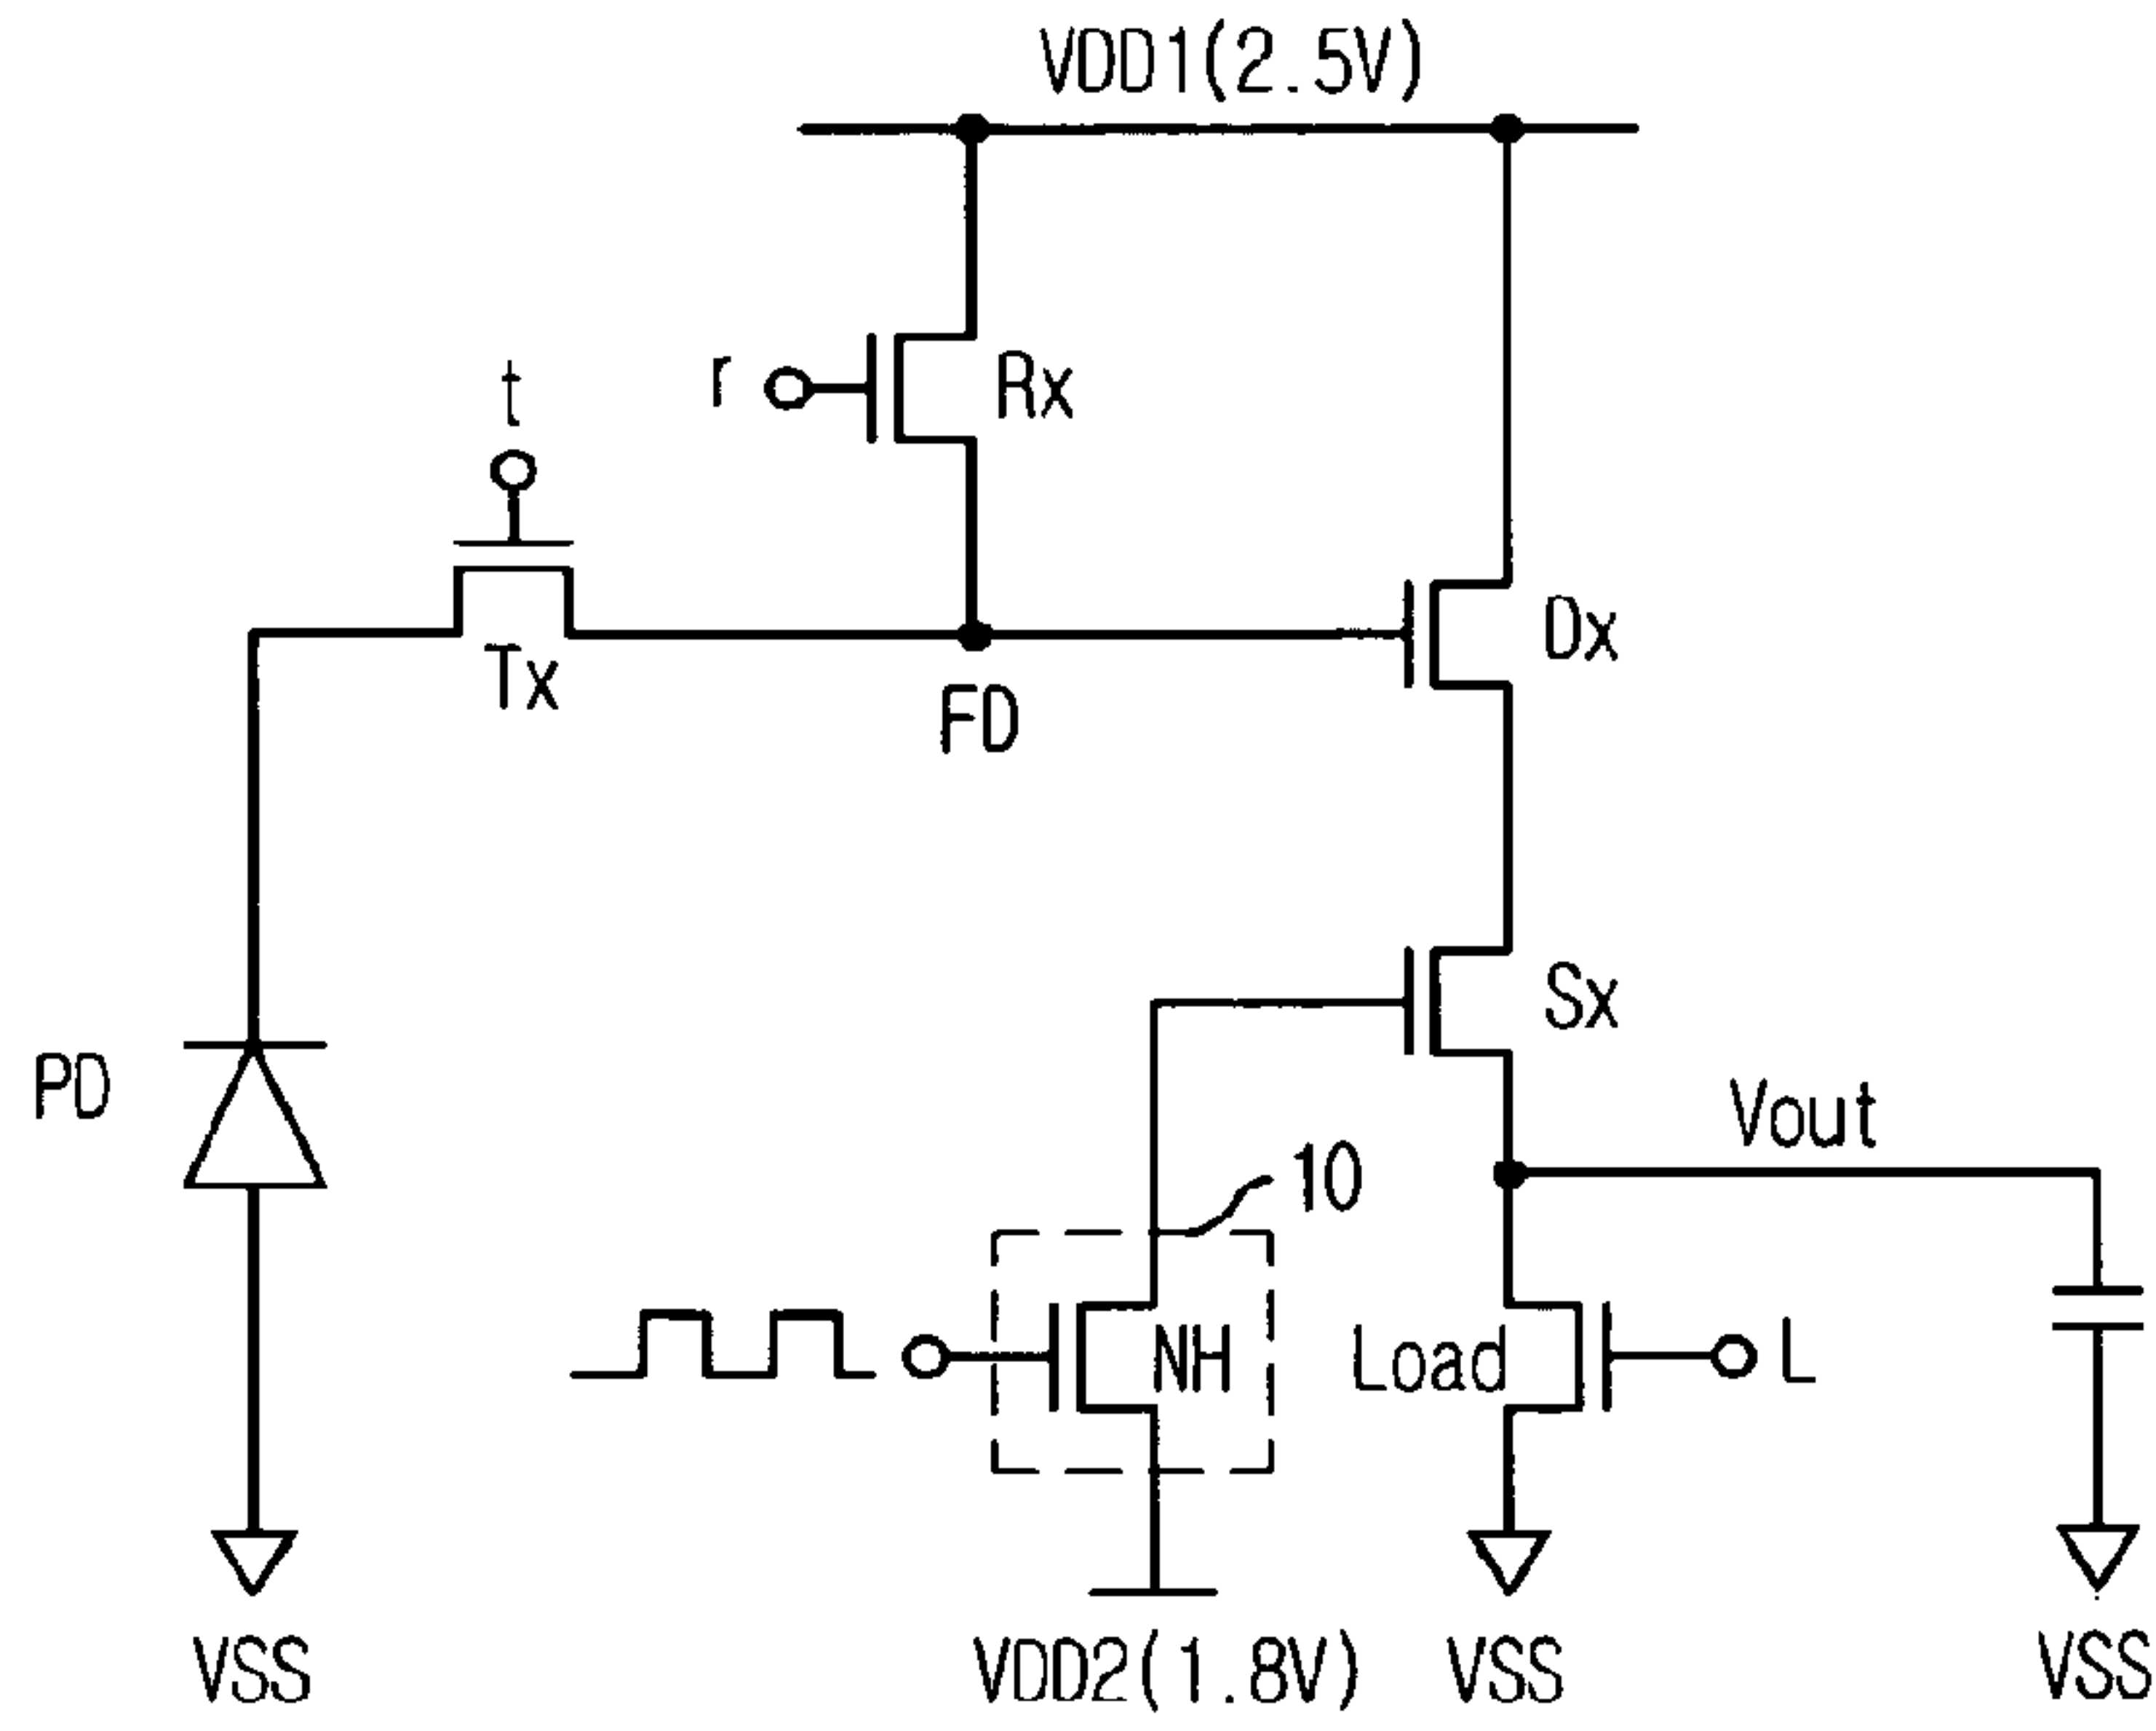 VDD1(2.5V)
r
Rx
t
Tx
FD
Dx
Sx
PD
Vout
10
NH
Load
L
VSS
VDD2(1.8V)
VSS
VSS